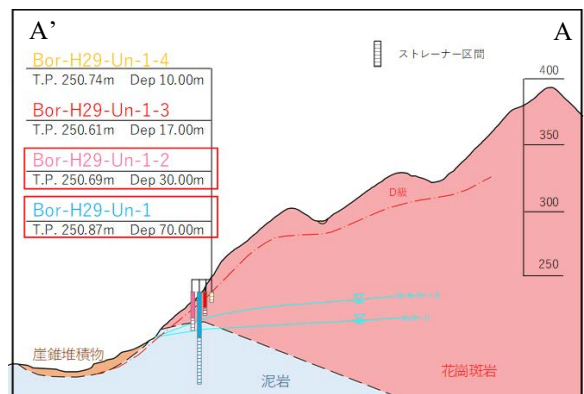 A’
A
Bor-H29-Un-1-4
T.P. 250.74m Dep 10.00m
Bor-H29-Un-1-3
T.P. 250.61m Dep 17.00m
Bor-H29-Un-1-2
T.P. 250.69m Dep 30.00m
Bor-H29-Un-1
T.P. 250.87m Dep 70.00m
ストレーナー区間
400
350
300
250
D級
崖錐堆積物
泥岩
花崗斑岩